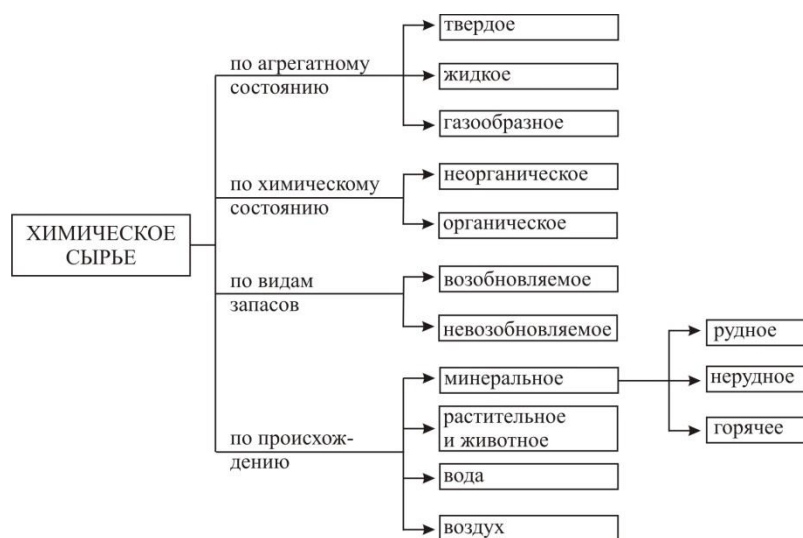 ХИМИЧЕСКОЕ
СЫРЬЕ
по агрегатному
состоянию
твердое
жидкое
газообразное
по химическому
состоянию
неорганическое
органическое
по видам
запасов
возобновляемое
невозобновляемое
по происхож-
дению
минеральное
растительное
и животное
вода
воздух
рудное
нерудное
горячее